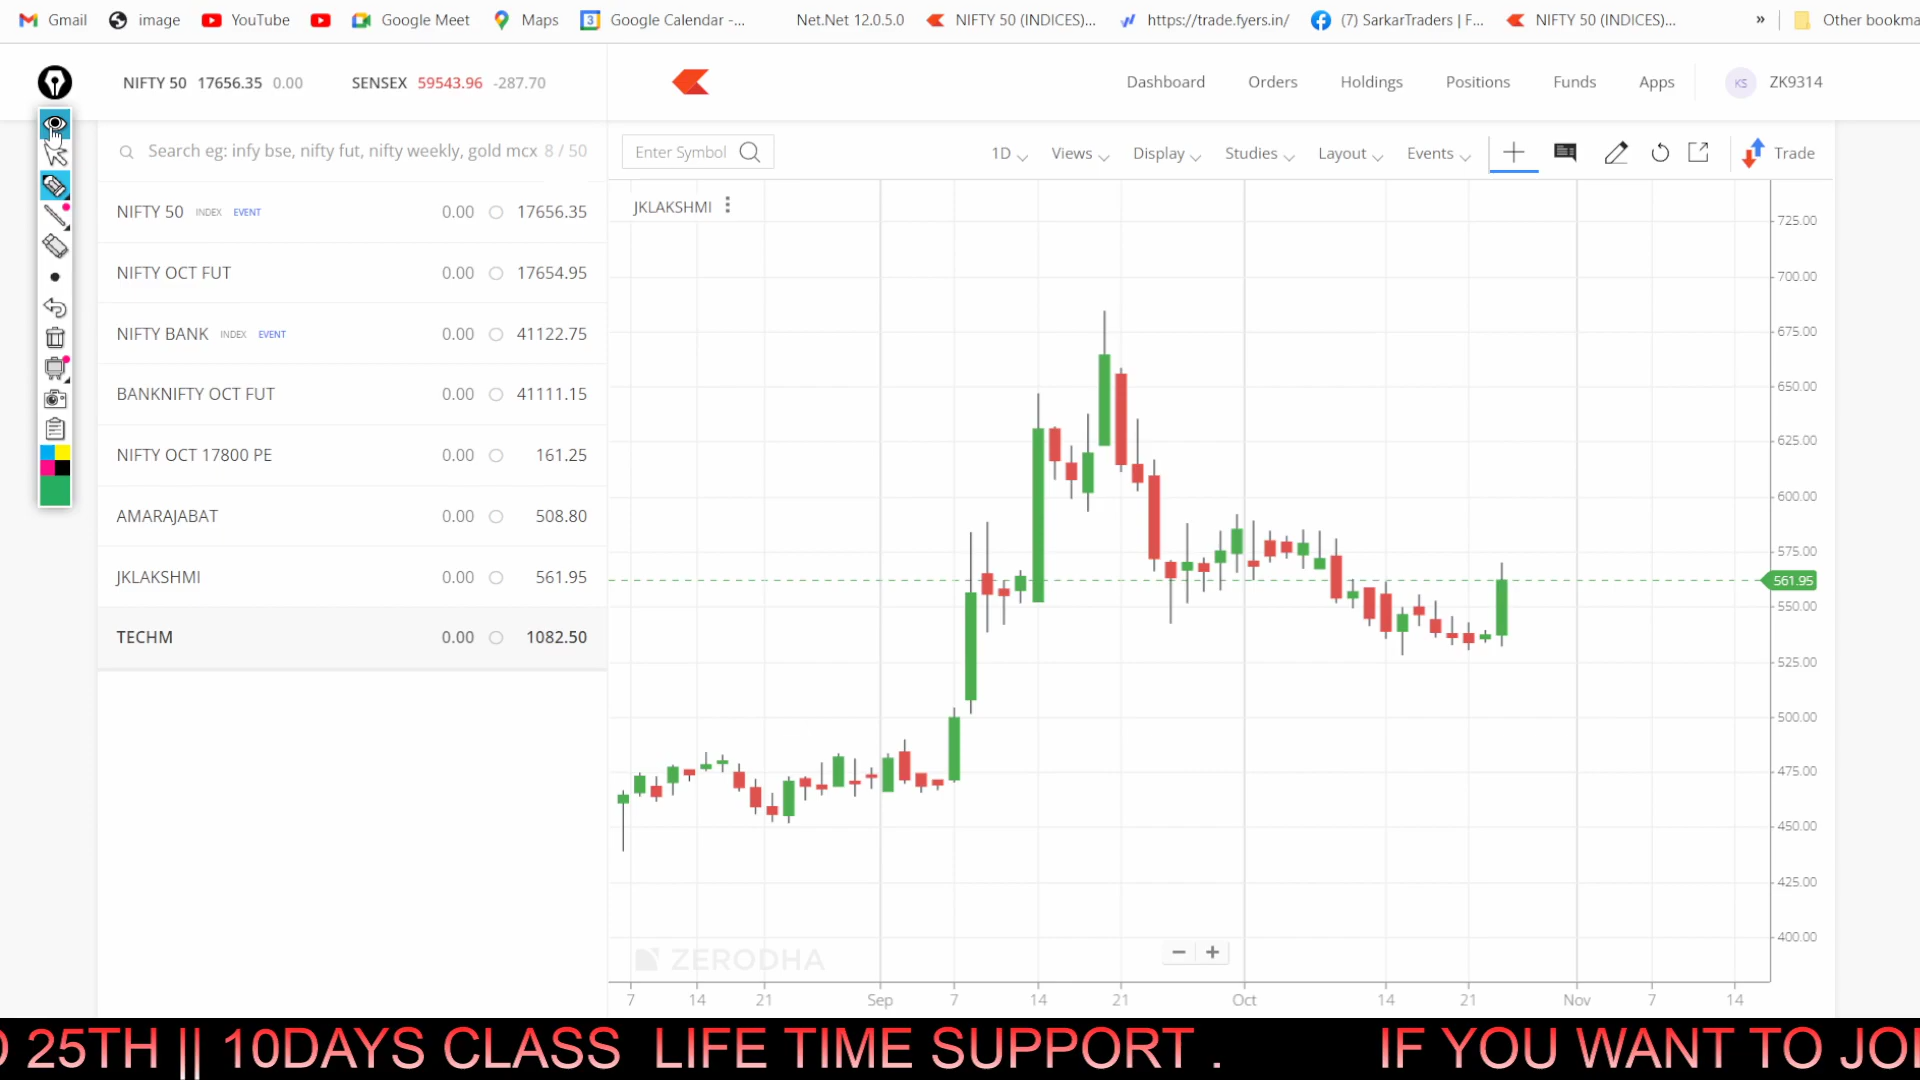 Gmail image YouTube Google Meet Maps Google Calendar -... Net.Net 12.0.5.0 NIFTY 50 (INDICES)... https://trade.fyers.in/ (7) SarkarTraders | F... NIFTY 50 (INDICES)... » Other bookma
NIFTY 50 17656.35 0.00 SENSEX 59543.96 -287.70
Dashboard Orders Holdings Positions Funds Apps KS ZK9314
Search eg: infy bse, nifty fut, nifty weekly, gold mcx 8 / 50
Enter Symbol 1D Views Display Studies Layout Events Trade
NIFTY 50 INDEX EVENT 0.00 17656.35
NIFTY OCT FUT 0.00 17654.95
NIFTY BANK INDEX EVENT 0.00 41122.75
BANKNIFTY OCT FUT 0.00 41111.15
NIFTY OCT 17800 PE 0.00 161.25
AMARAJABAT 0.00 508.80
JKLAKSHMI 0.00 561.95
TECHM 0.00 1082.50
JKLAKSHMI
725.00
700.00
675.00
650.00
625.00
600.00
575.00
561.95
550.00
525.00
500.00
475.00
450.00
425.00
400.00
ZERODHA
7 14 21 Sep 7 14 21 Oct 14 21 Nov 7 14
25TH || 10DAYS CLASS LIFE TIME SUPPORT . IF YOU WANT TO JO